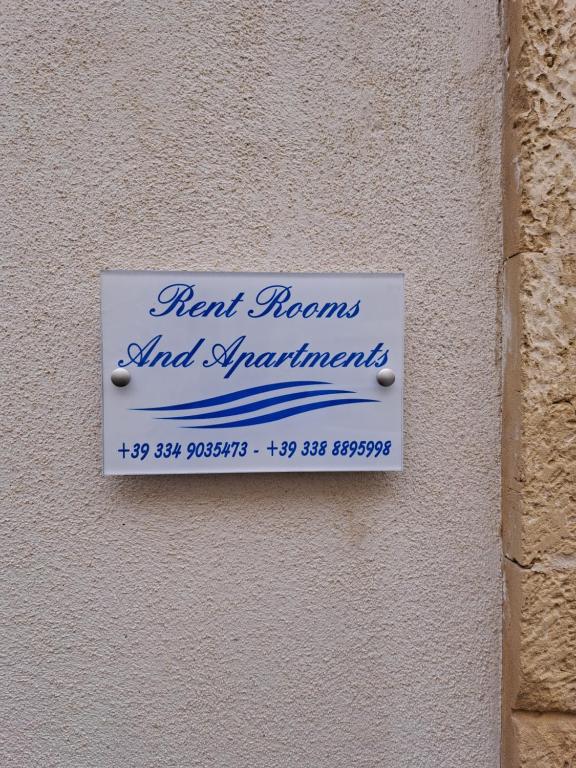 Rent Rooms
And Apartments
+39 334 9035473 - +39 338 8895998